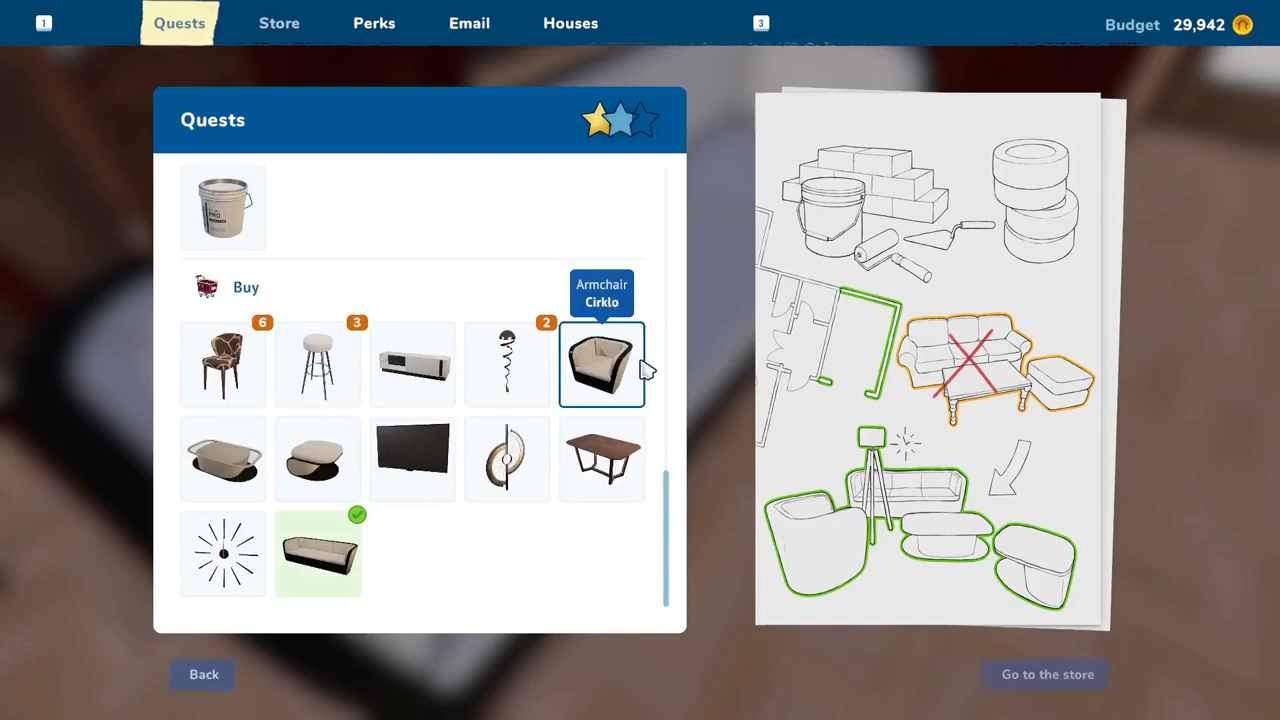 1
Quests
Store
Perks
Email
Houses
3
Budget 29,942
Quests
PRO
Buy
Armchair
Cirklo
6
3
2
Back
Go to the store